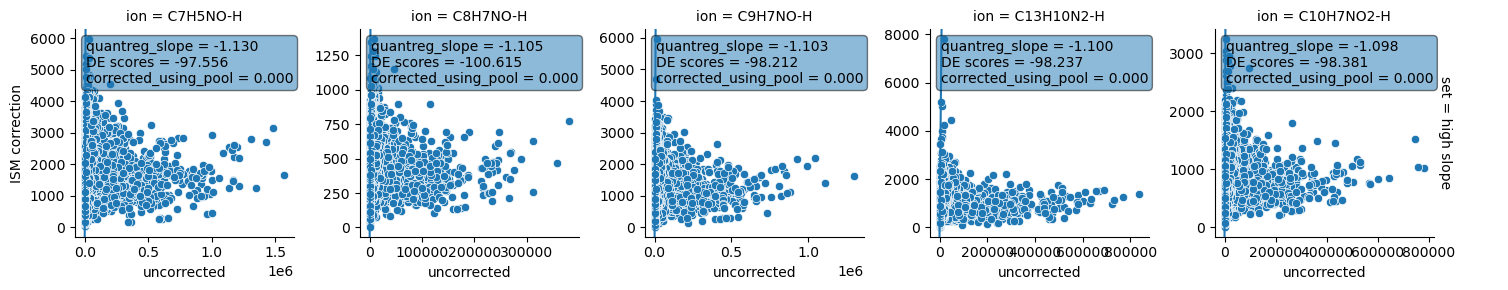 ion = C7H5NO-H
quantreg_slope = -1.130
DE scores = -97.556
corrected_using_pool = 0.000
ISM correction
6000
5000
4000
3000
2000
1000
0
0.0 0.5 1.0 1.5
1e6
uncorrected
ion = C8H7NO-H
quantreg_slope = -1.105
DE scores = -100.615
corrected_using_pool = 0.000
1250
1000
750
500
250
0
0 100000 200000 300000
uncorrected
ion = C9H7NO-H
quantreg_slope = -1.103
DE scores = -98.212
corrected_using_pool = 0.000
6000
5000
4000
3000
2000
1000
0
0.0 0.5 1.0
1e6
uncorrected
ion = C13H10N2-H
quantreg_slope = -1.100
DE scores = -98.237
corrected_using_pool = 0.000
8000
6000
4000
2000
0
0 200000 400000 600000 800000
uncorrected
ion = C10H7NO2-H
quantreg_slope = -1.098
DE scores = -98.381
corrected_using_pool = 0.000
3000
2000
1000
0
0 200000 400000 600000 800000
uncorrected
set = high slope